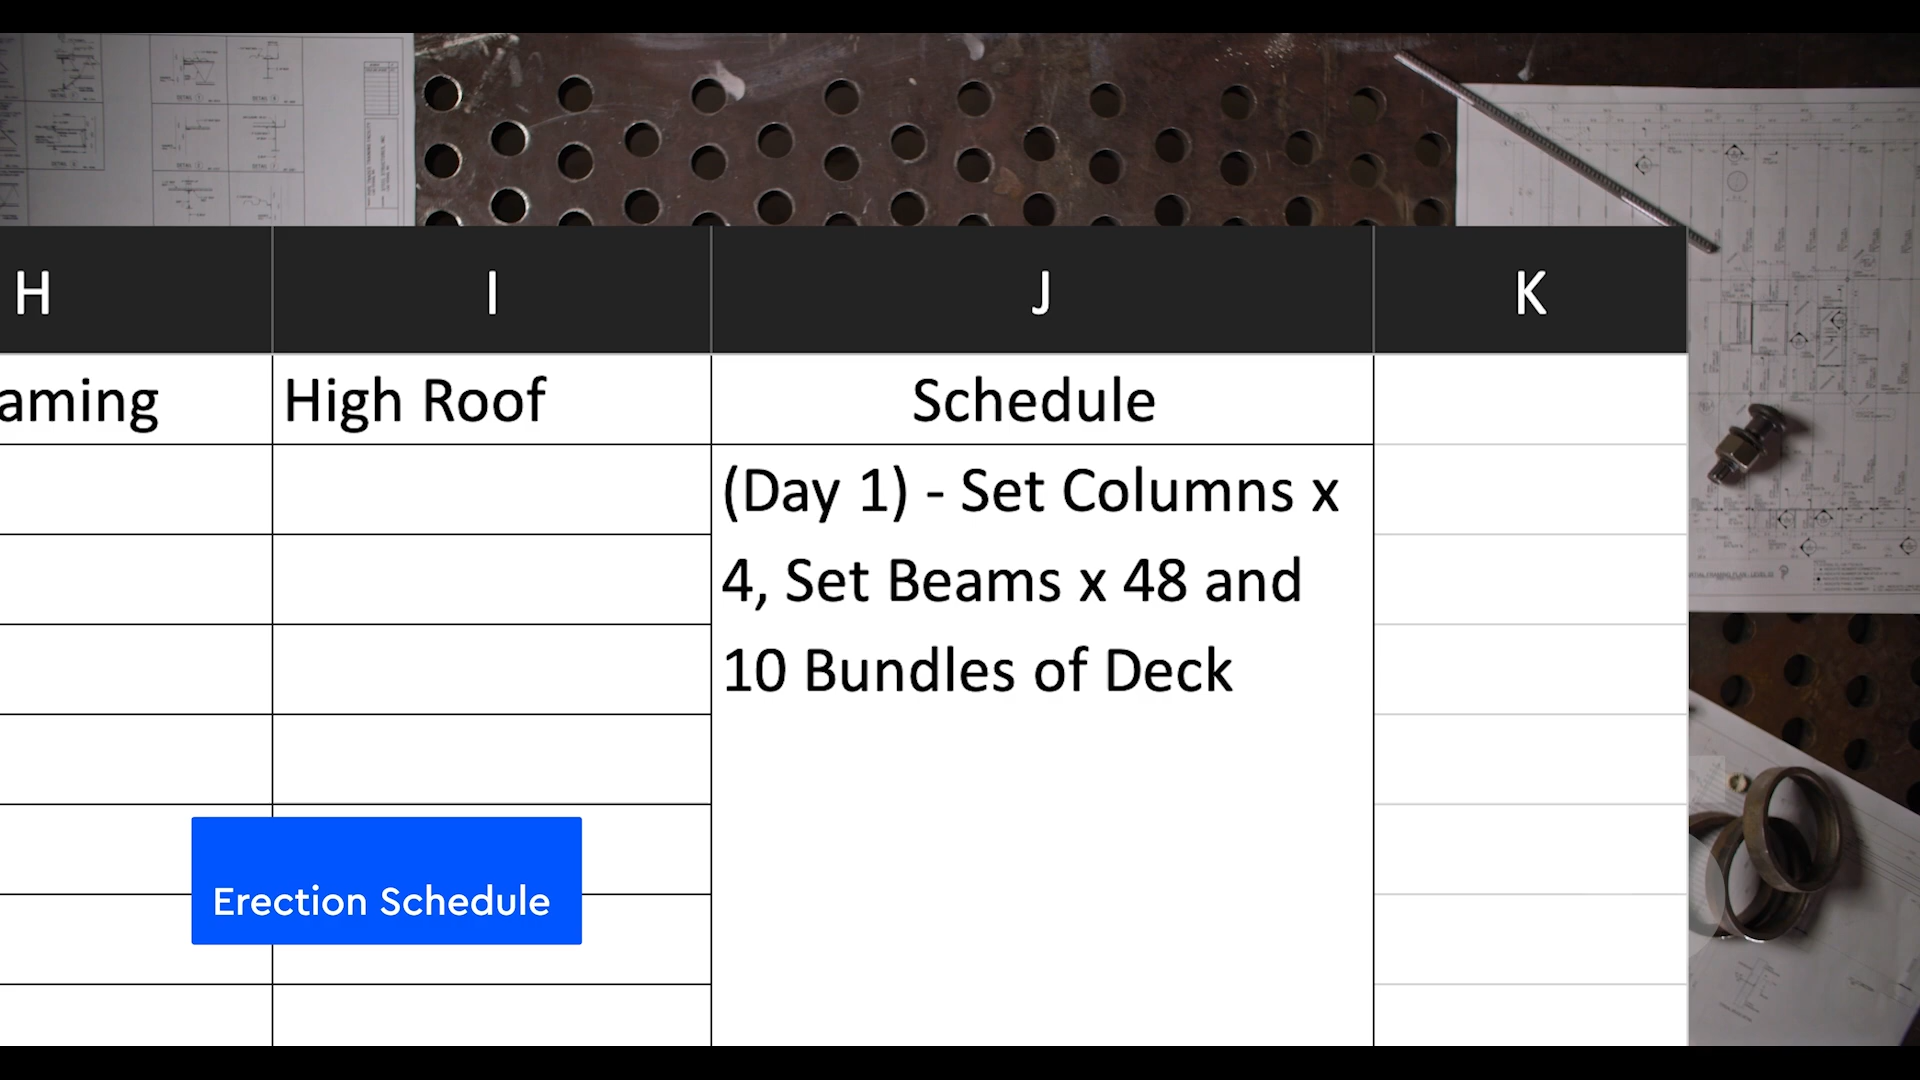 H I J K
aming High Roof Schedule
(Day 1) - Set Columns x
4, Set Beams x 48 and
10 Bundles of Deck
Erection Schedule